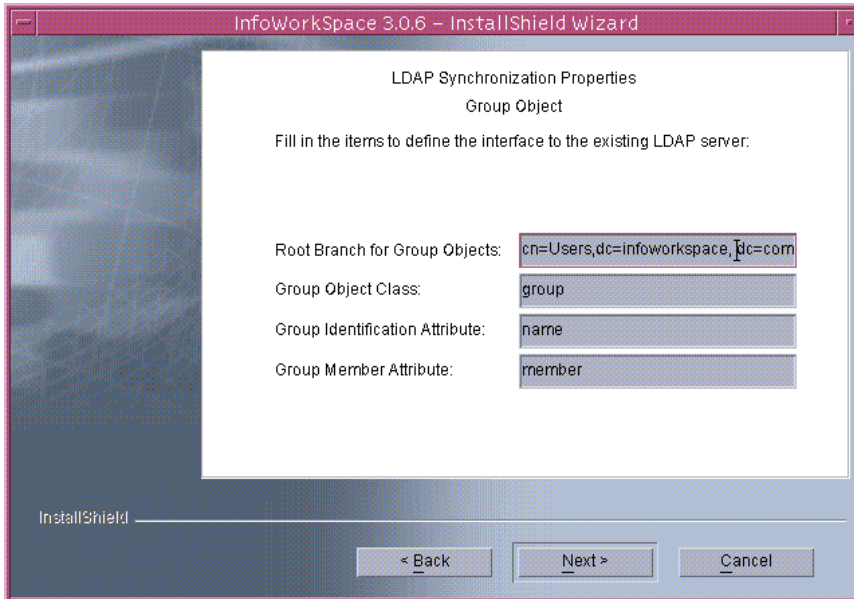 InfoWorkSpace 3.0.6 – InstallShield Wizard
LDAP Synchronization Properties
Group Object
Fill in the items to define the interface to the existing LDAP server:
Root Branch for Group Objects: cn=Users,dc=infoworkspace, dc=com
Group Object Class: group
Group Identification Attribute: name
Group Member Attribute: member
InstallShield
< Back Next > Cancel